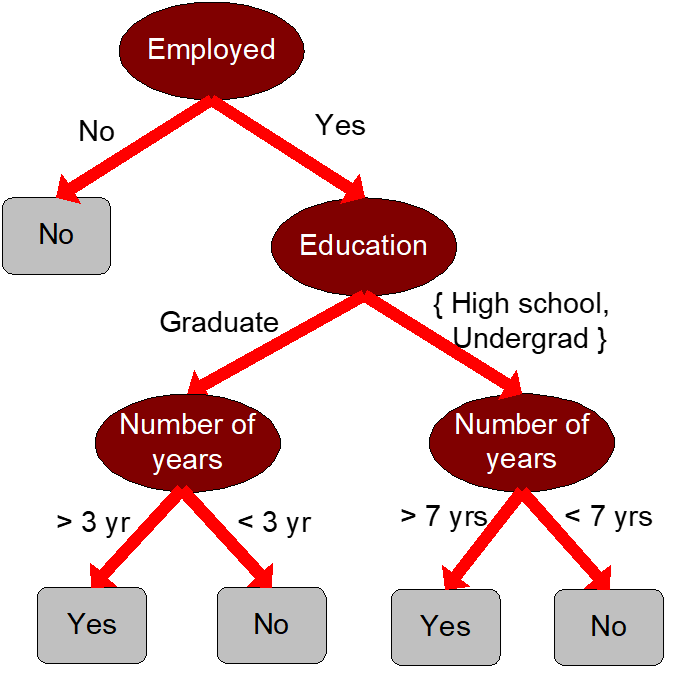 Employed
No
Yes
No
Education
Graduate
{ High school,
Undergrad }
Number of
years
Number of
years
> 3 yr
< 3 yr
> 7 yrs
< 7 yrs
Yes
No
Yes
No